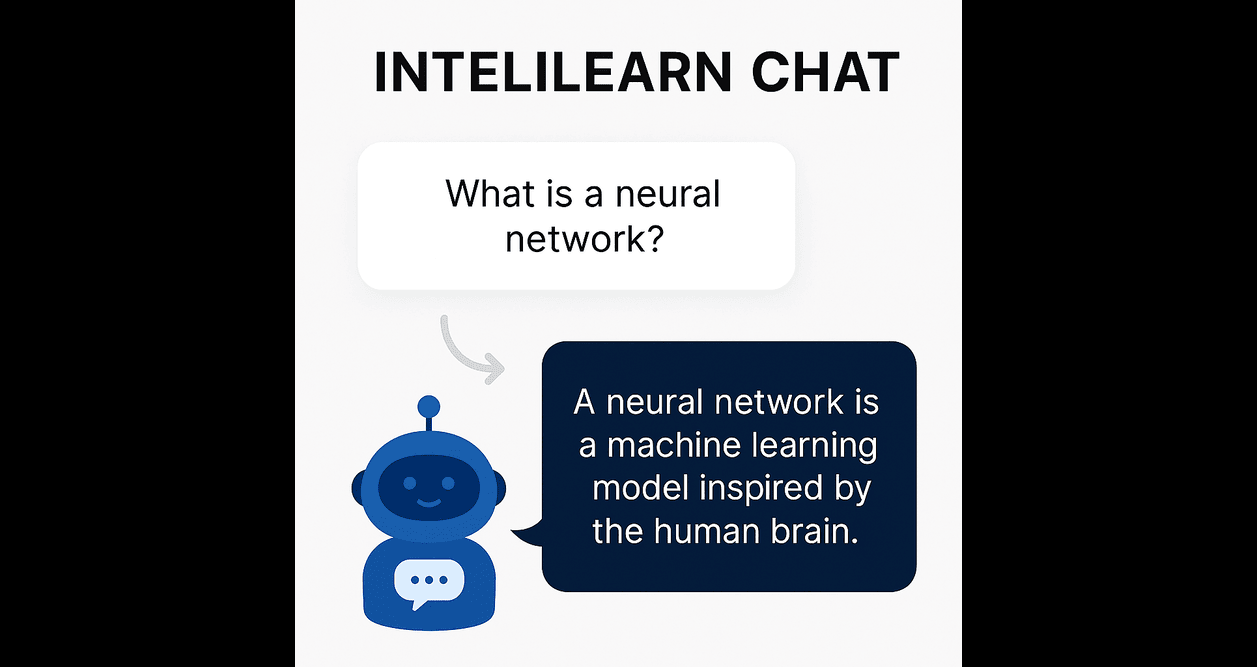 INTELILEARN CHAT
What is a neural
network?
A neural network is
a machine learning
model inspired by
the human brain.